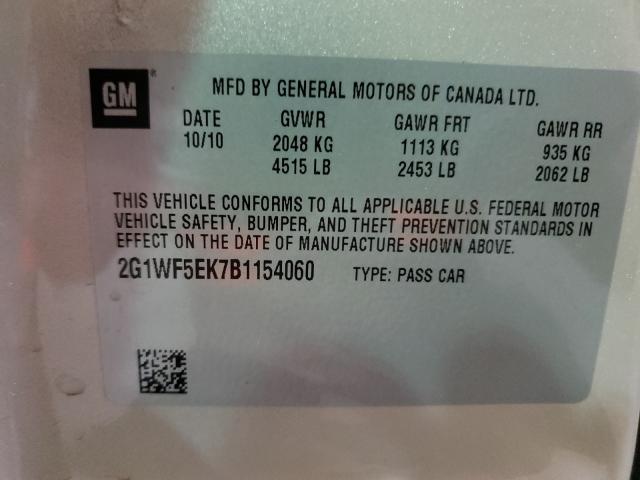 GM
MFD BY GENERAL MOTORS OF CANADA LTD.
DATE GVWR GAWR FRT GAWR RR
10/10 2048 KG 1113 KG 935 KG
4515 LB 2453 LB 2062 LB
THIS VEHICLE CONFORMS TO ALL APPLICABLE U.S. FEDERAL MOTOR
VEHICLE SAFETY, BUMPER, AND THEFT PREVENTION STANDARDS IN
EFFECT ON THE DATE OF MANUFACTURE SHOWN ABOVE.
2G1WF5EK7B1154060 TYPE: PASS CAR